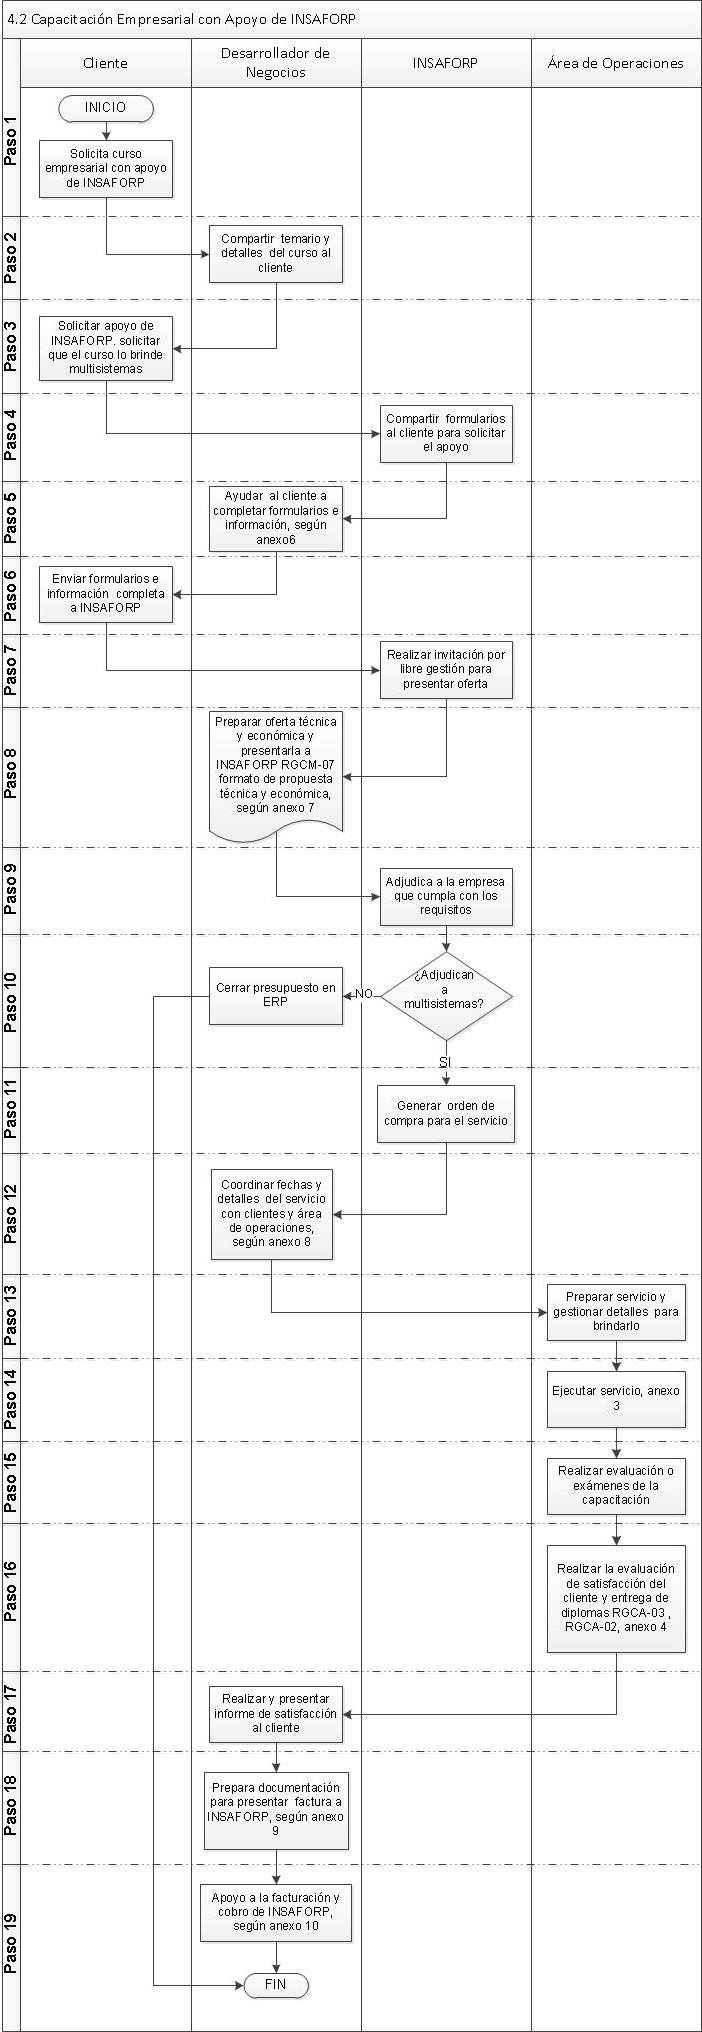 4.2 Capacitación Empresarial con Apoyo de INSAFORP
Cliente
Desarrollador de
Negocios
INSAFORP
Área de Operaciones
Paso 1
INICIO
Solicita curso
empresarial con apoyo
de INSAFORP
Paso 2
Compartir temario y
detalles del curso al
cliente
Paso 3
Solicitar apoyo de
INSAFORP. solicitar
que el curso lo brinde
multisistemas
Paso 4
Compartir formularios
al cliente para solicitar
el apoyo
Paso 5
Ayudar al cliente a
completar formularios e
información, según
anexo6
Paso 6
Enviar formularios e
información completa
a INSAFORP
Paso 7
Realizar invitación por
libre gestión para
presentar oferta
Paso 8
Preparar oferta técnica
y económica y
presentarla a
INSAFORP RGCM-07
formato de propuesta
técnica y económica,
según anexo 7
Paso 9
Adjudica a la empresa
que cumpla con los
requisitos
Paso 10
Cerrar presupuesto en
ERP
NO
¿Adjudican
a
multisistemas?
SI
Paso 11
Generar orden de
compra para el servicio
Paso 12
Coordinar fechas y
detalles del servicio
con clientes y área
de operaciones,
según anexo 8
Paso 13
Preparar servicio y
gestionar detalles para
brindarlo
Paso 14
Ejecutar servicio, anexo
3
Paso 15
Realizar evaluación o
exámenes de la
capacitación
Paso 16
Realizar la evaluación
de satisfacción del
cliente y entrega de
diplomas RGCA-03 ,
RGCA-02, anexo 4
Paso 17
Realizar y presentar
informe de satisfacción
al cliente
Paso 18
Prepara documentación
para presentar factura a
INSAFORP, según anexo
9
Paso 19
Apoyo a la facturación y
cobro de INSAFORP,
según anexo 10
FIN